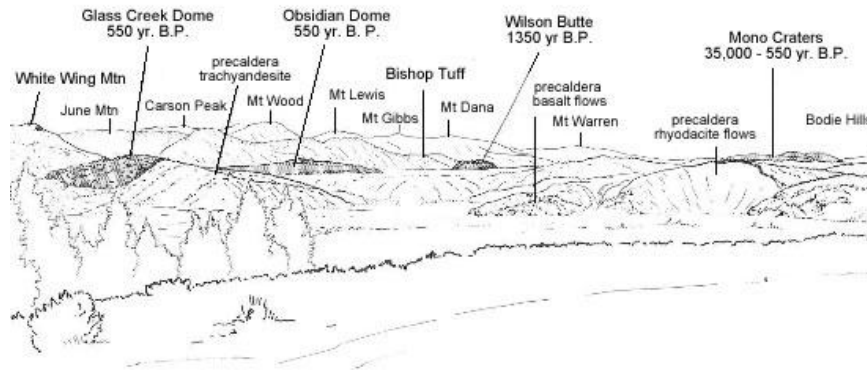 Glass Creek Dome
550 yr. B.P.
Obsidian Dome
550 yr. B.P.
Wilson Butte
1350 yr B.P.
Mono Craters
35,000 - 550 yr. B.P.
White Wing Mtn
June Mtn
Carson Peak
precaldera
trachyandesite
Mt Wood
Mt Lewis
Mt Gibbs
Bishop Tuff
Mt Dana
precaldera
basalt flows
Mt Warren
precaldera
rhyodacite flows
Bodie Hills